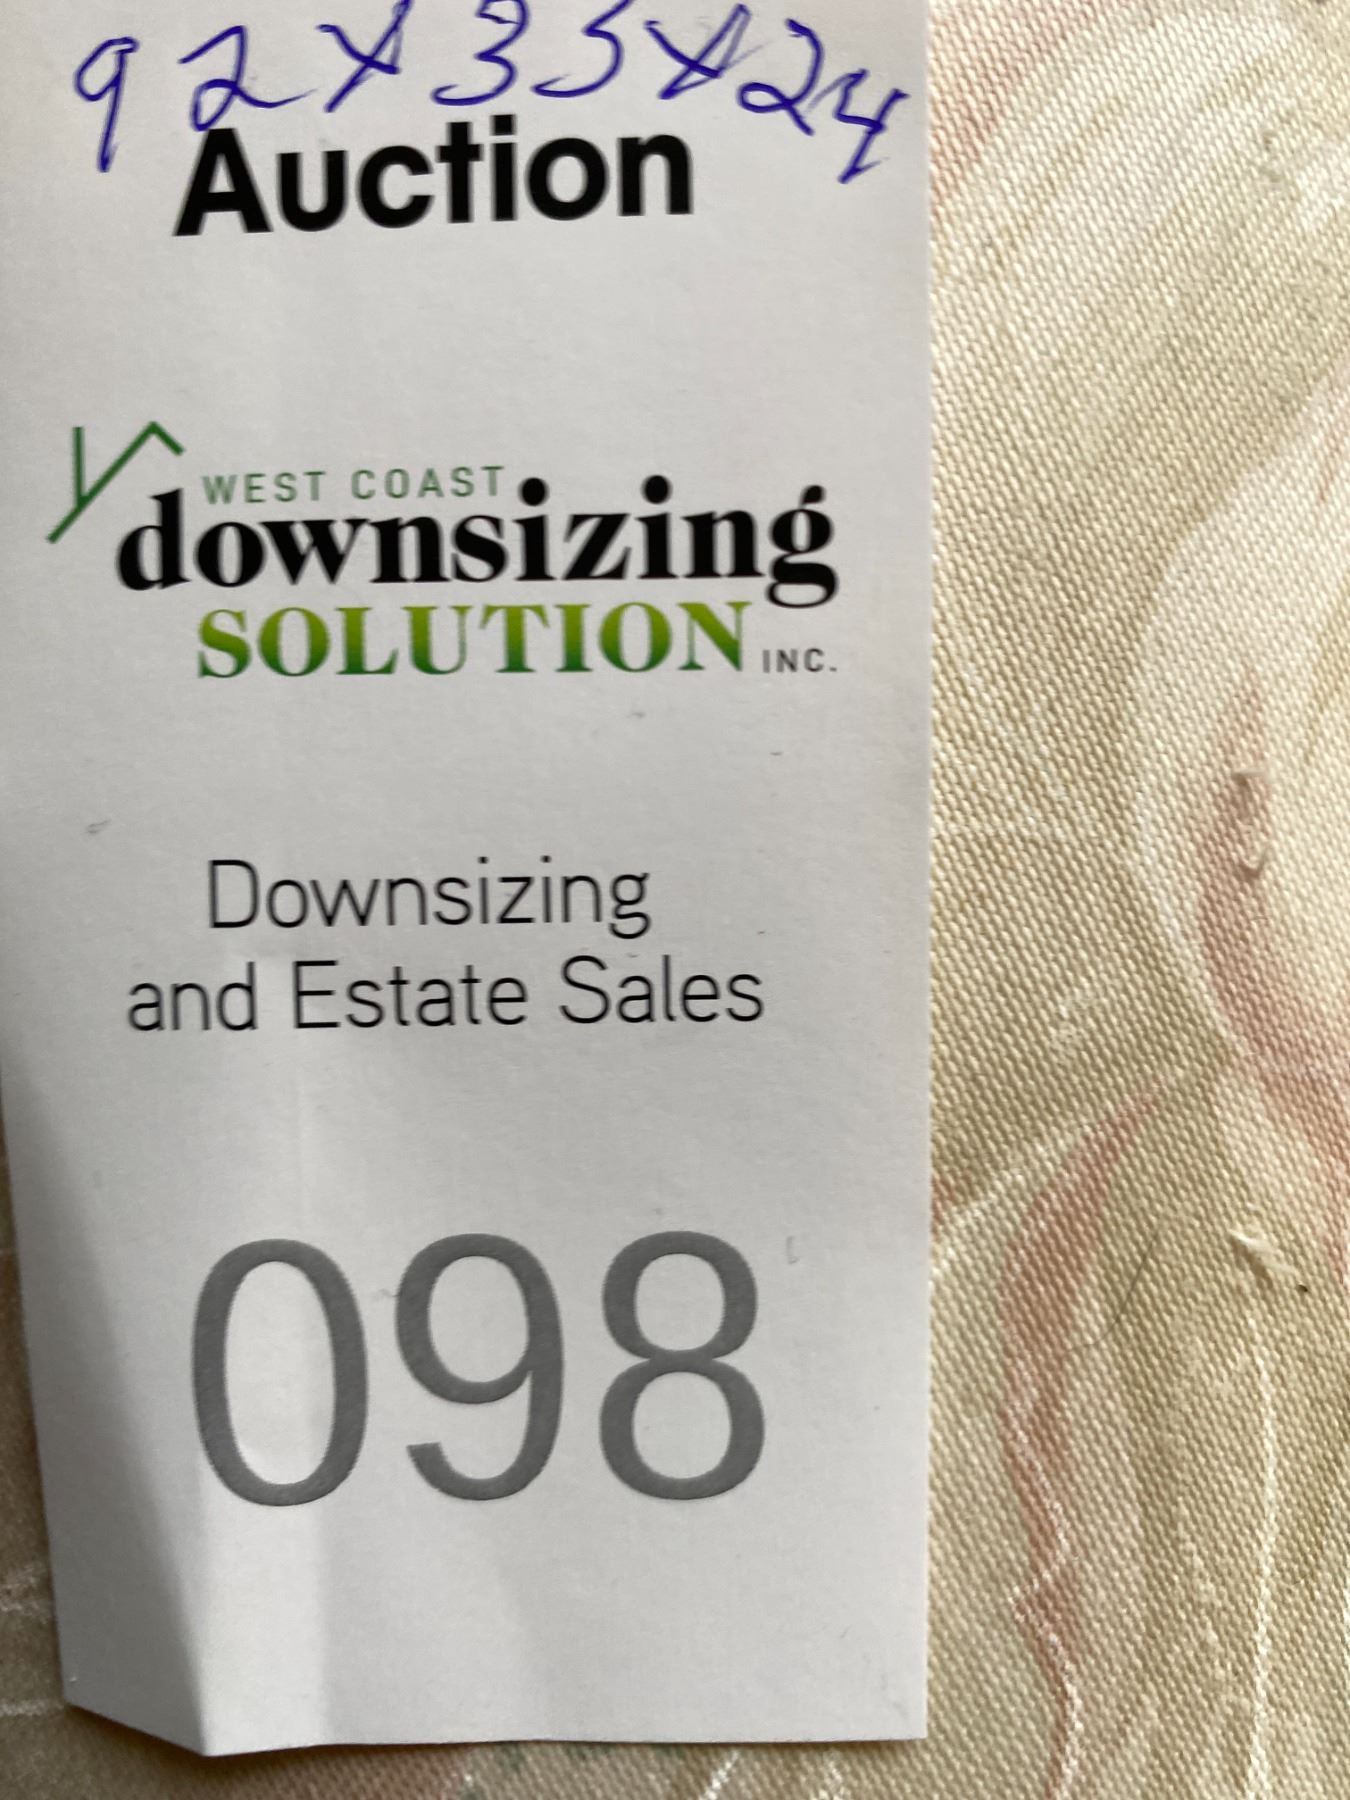 92x35x24
Auction
WEST COAST
downsizing
SOLUTION INC.
Downsizing
and Estate Sales
098